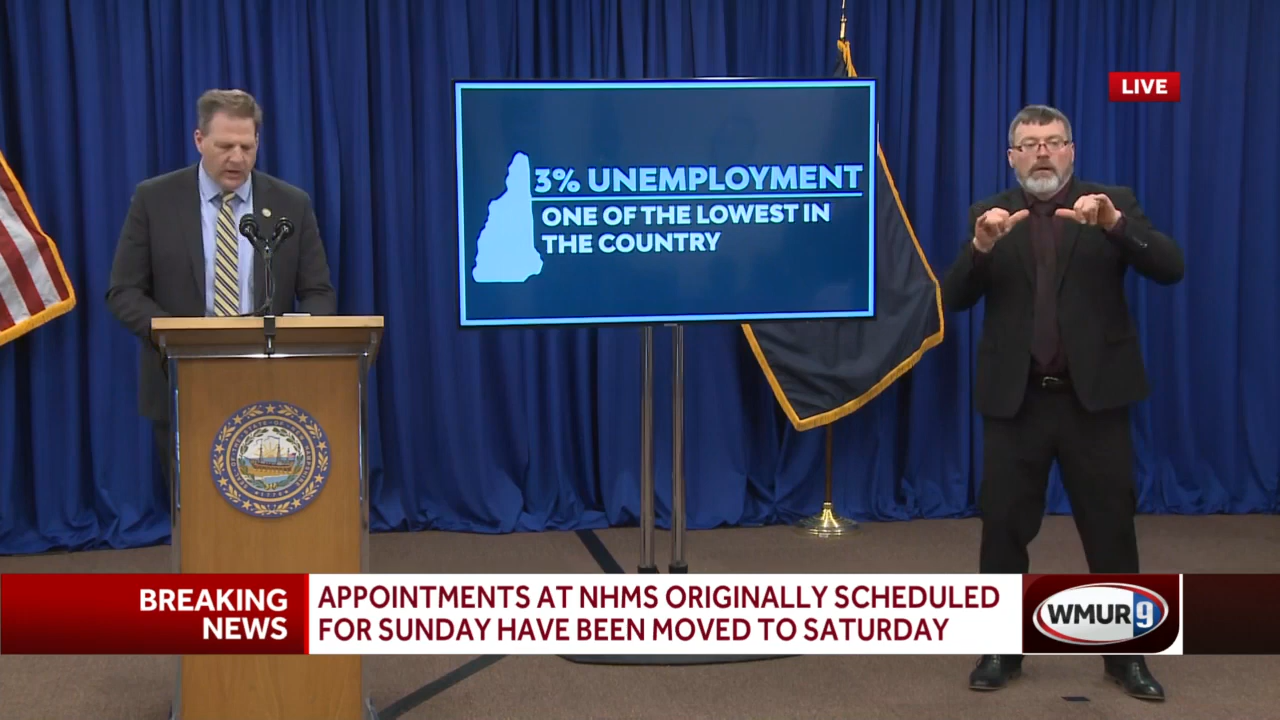 LIVE
3% UNEMPLOYMENT
ONE OF THE LOWEST IN
THE COUNTRY
BREAKING
NEWS
APPOINTMENTS AT NHMS ORIGINALLY SCHEDULED
FOR SUNDAY HAVE BEEN MOVED TO SATURDAY
WMUR9